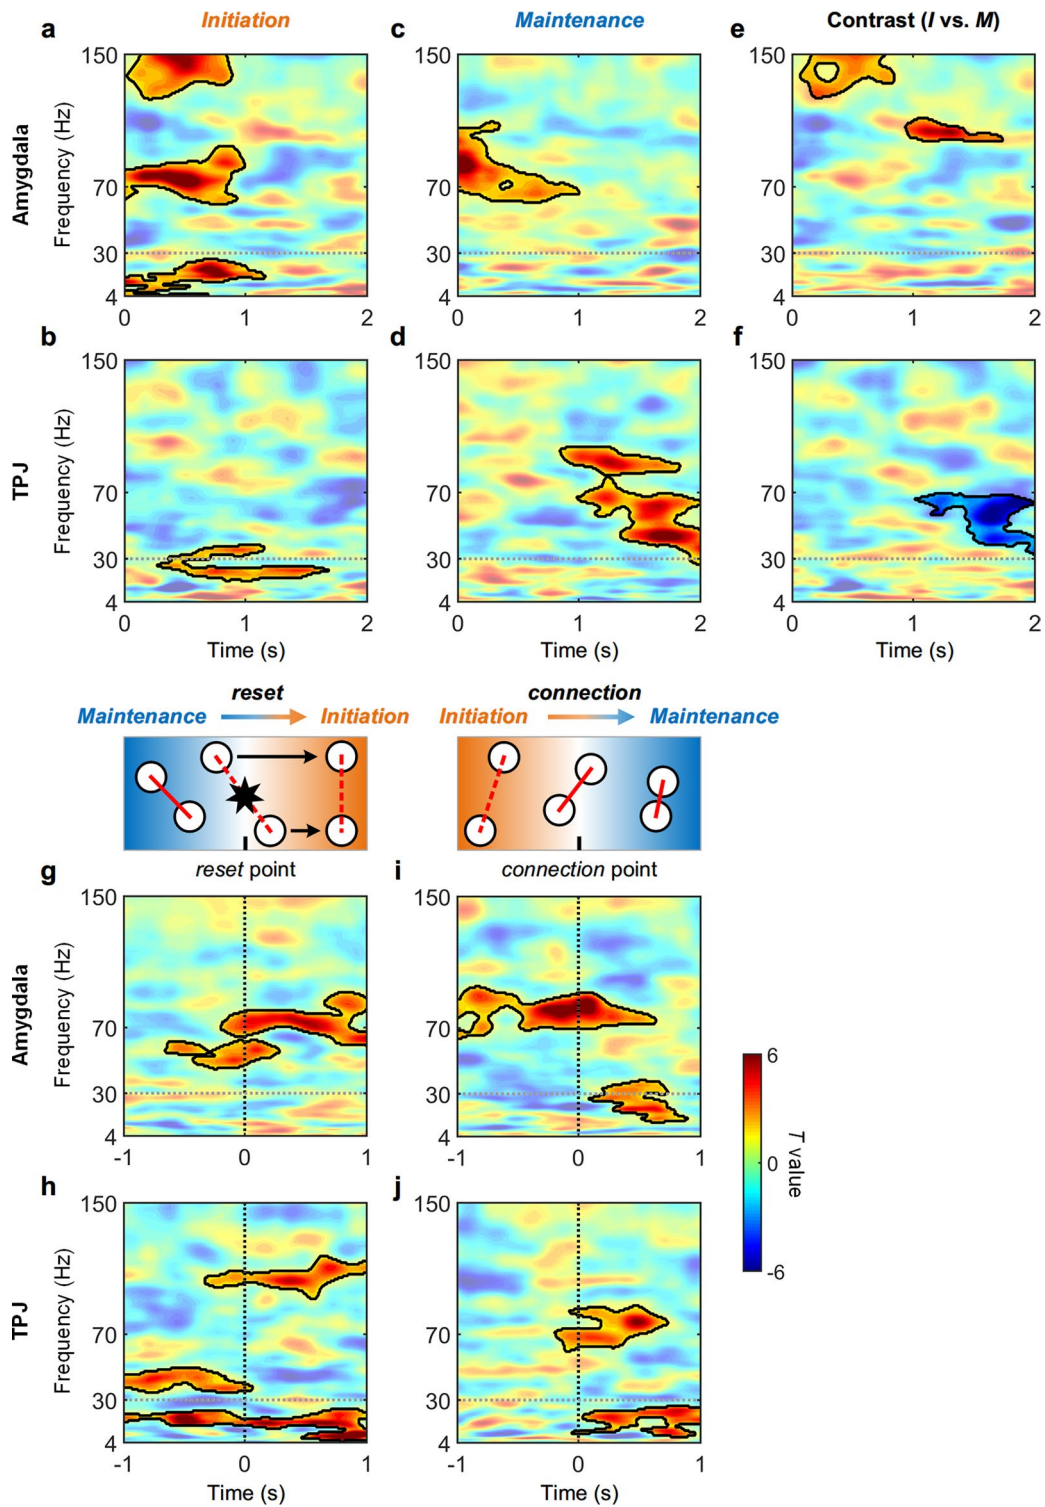 a Initiation c Maintenance e Contrast (I vs. M)
Amygdala
Frequency (Hz)
150 150 150
70 70 70
30 30 30
4 4 4
0 1 2 0 1 2 0 1 2
b d f
TPJ
Frequency (Hz)
150 150 150
70 70 70
30 30 30
4 4 4
0 1 2 0 1 2 0 1 2
Time (s) Time (s) Time (s)
reset connection
Maintenance Initiation Initiation Maintenance
g reset point i connection point
Amygdala
Frequency (Hz)
150 150
70 70
30 30
4 4
-1 0 1 -1 0 1
6
0
-6
T value
h j
TPJ
Frequency (Hz)
150 150
70 70
30 30
4 4
-1 0 1 -1 0 1
Time (s) Time (s)